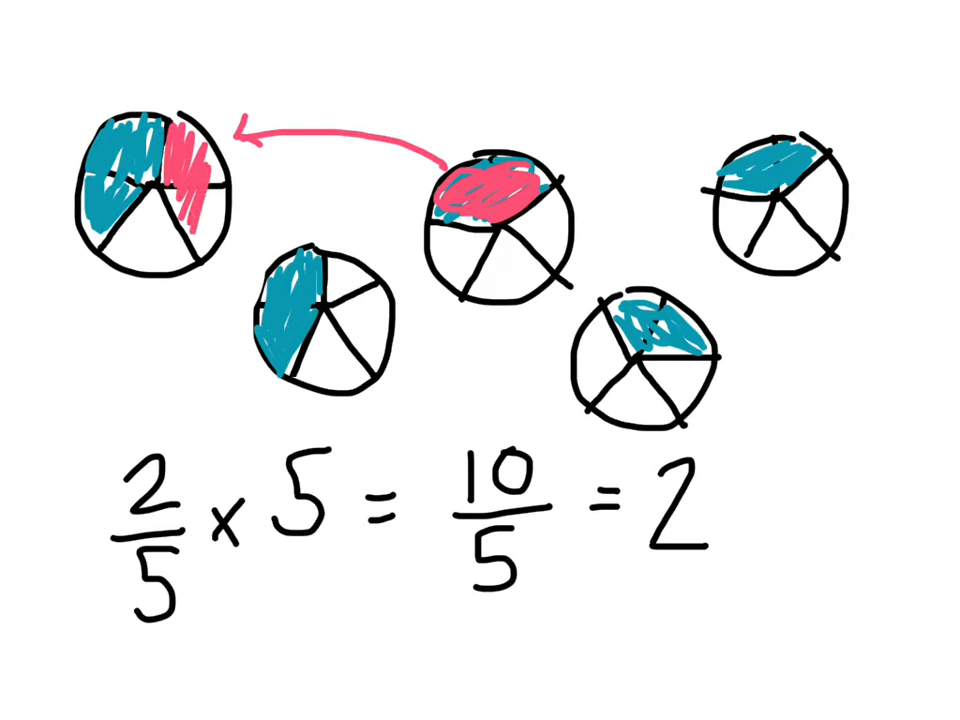 2/5 x 5 = 10/5 = 2